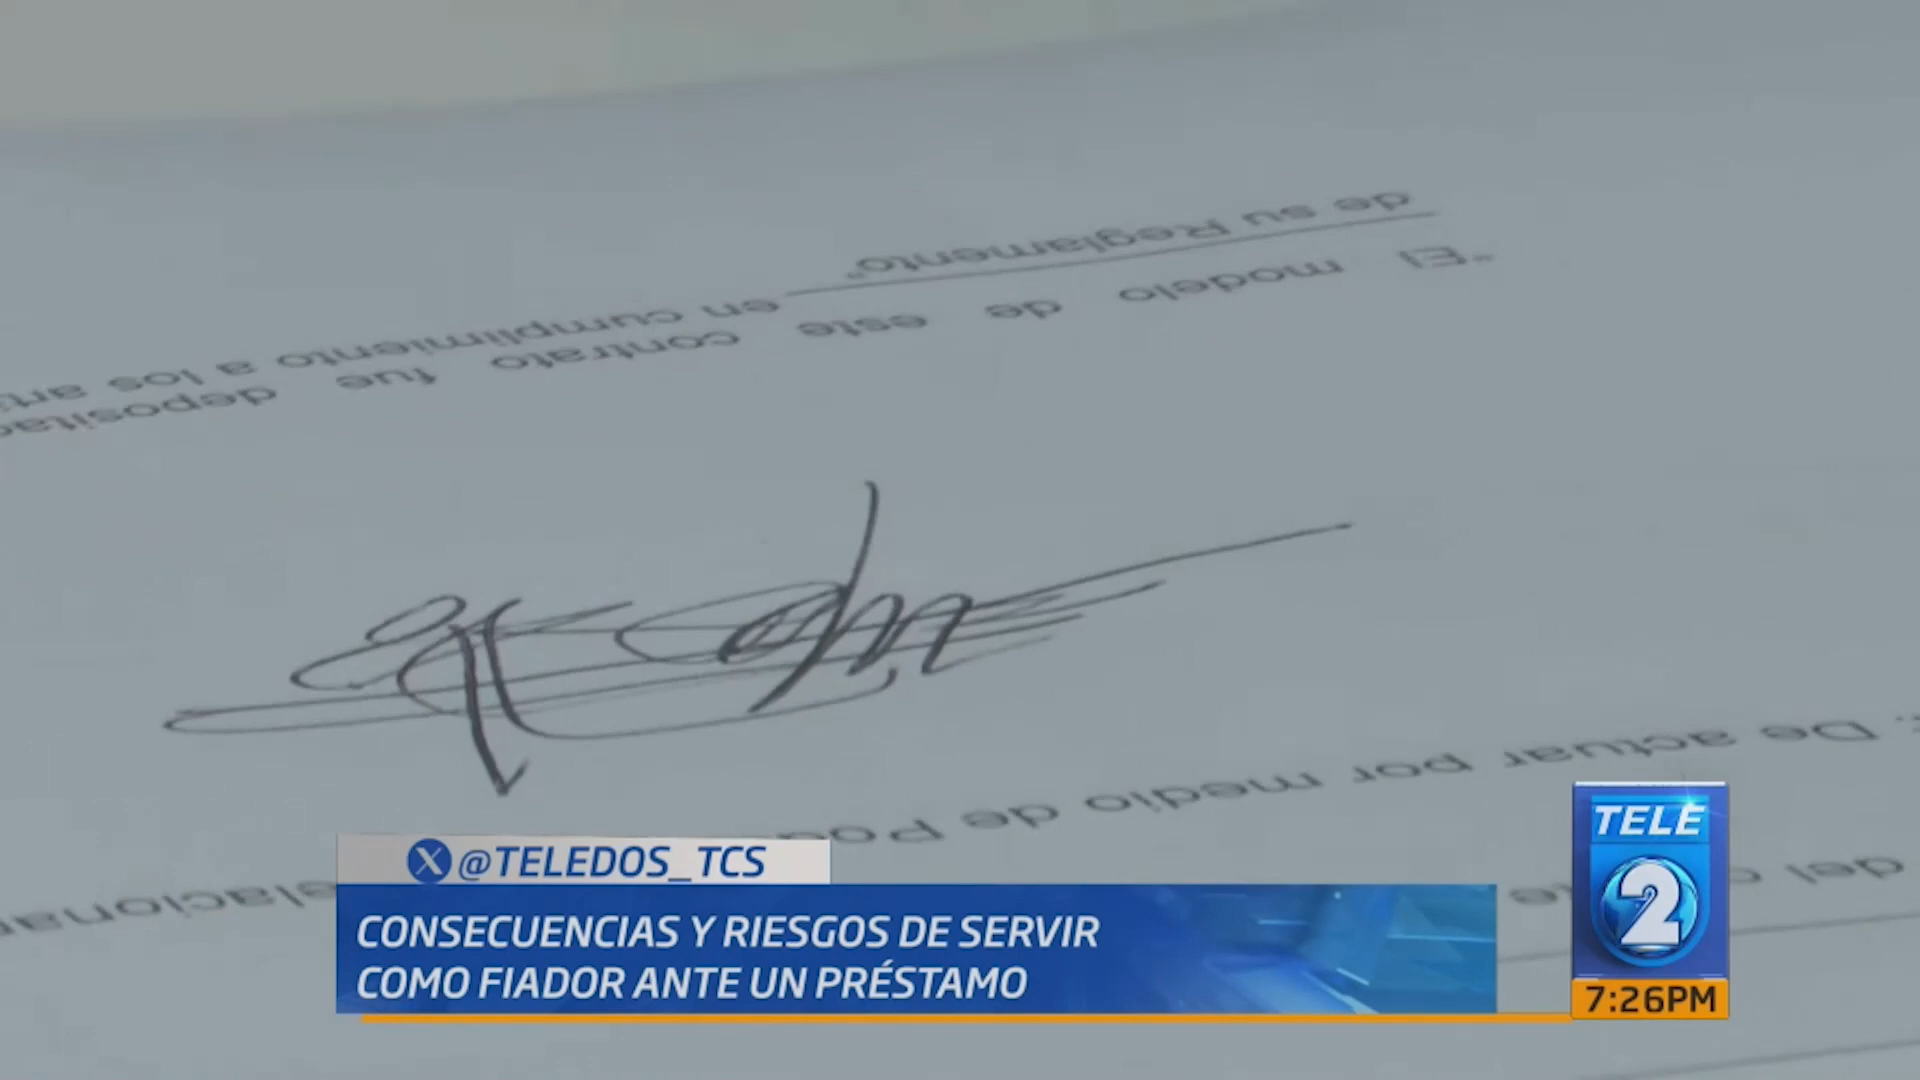 de su Reglamento"
"El modelo de este contrato fue
en cumplimiento a los
De actuar por medio de
del
@TELEDOS_TCS
CONSECUENCIAS Y RIESGOS DE SERVIR
COMO FIADOR ANTE UN PRÉSTAMO
TELE
2
7:26PM